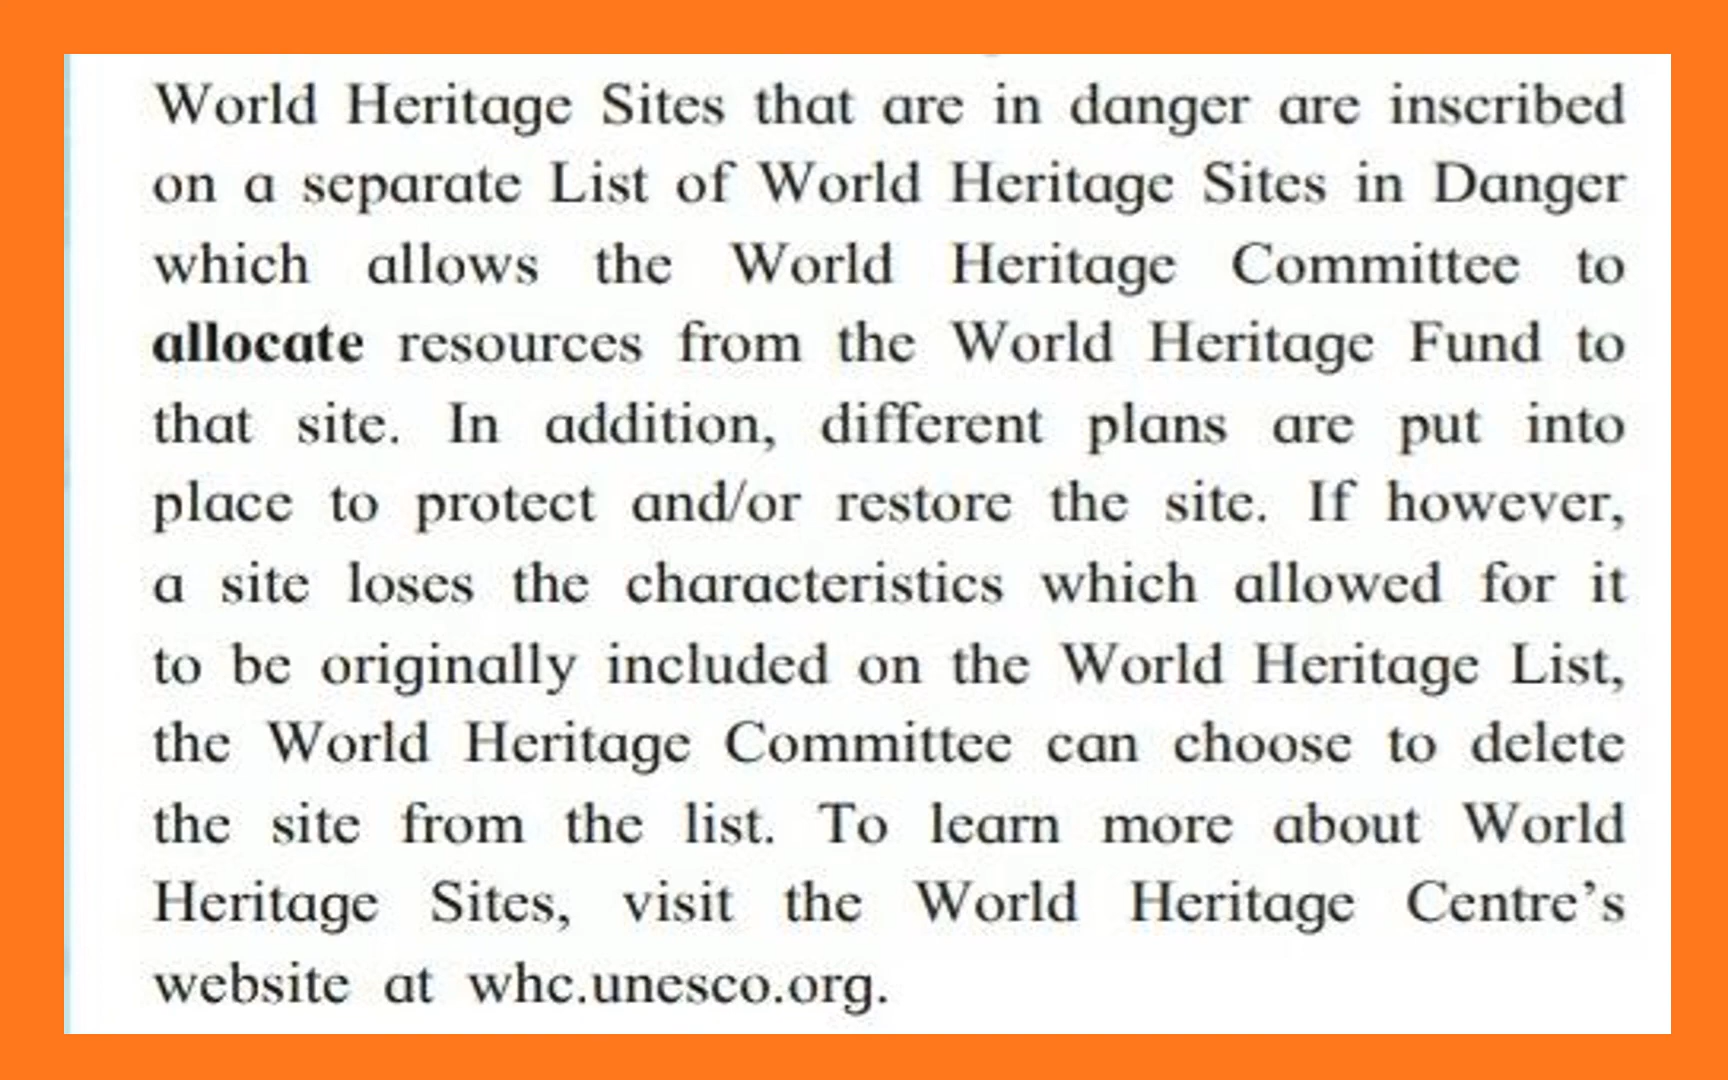 World Heritage Sites that are in danger are inscribed
on a separate List of World Heritage Sites in Danger
which allows the World Heritage Committee to
allocate resources from the World Heritage Fund to
that site. In addition, different plans are put into
place to protect and/or restore the site. If however,
a site loses the characteristics which allowed for it
to be originally included on the World Heritage List,
the World Heritage Committee can choose to delete
the site from the list. To learn more about World
Heritage Sites, visit the World Heritage Centre's
website at whc.unesco.org.